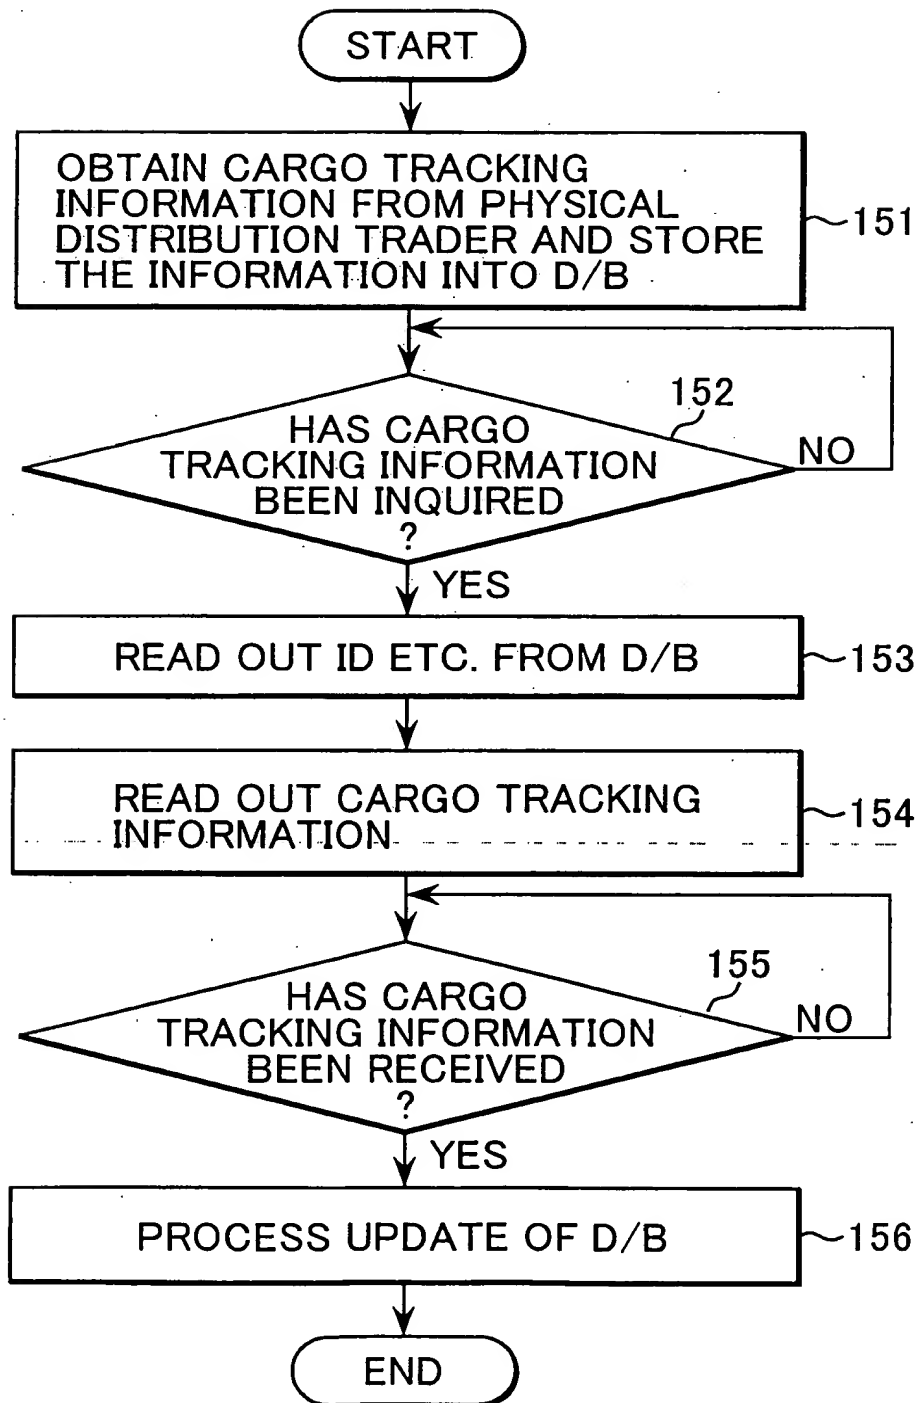 START
OBTAIN CARGO TRACKING
INFORMATION FROM PHYSICAL
DISTRIBUTION TRADER AND STORE
THE INFORMATION INTO D/B
151
152
HAS CARGO
TRACKING INFORMATION
BEEN INQUIRED
?
NO
YES
READ OUT ID ETC. FROM D/B
153
READ OUT CARGO TRACKING
INFORMATION
154
155
HAS CARGO
TRACKING INFORMATION
BEEN RECEIVED
?
NO
YES
PROCESS UPDATE OF D/B
156
END